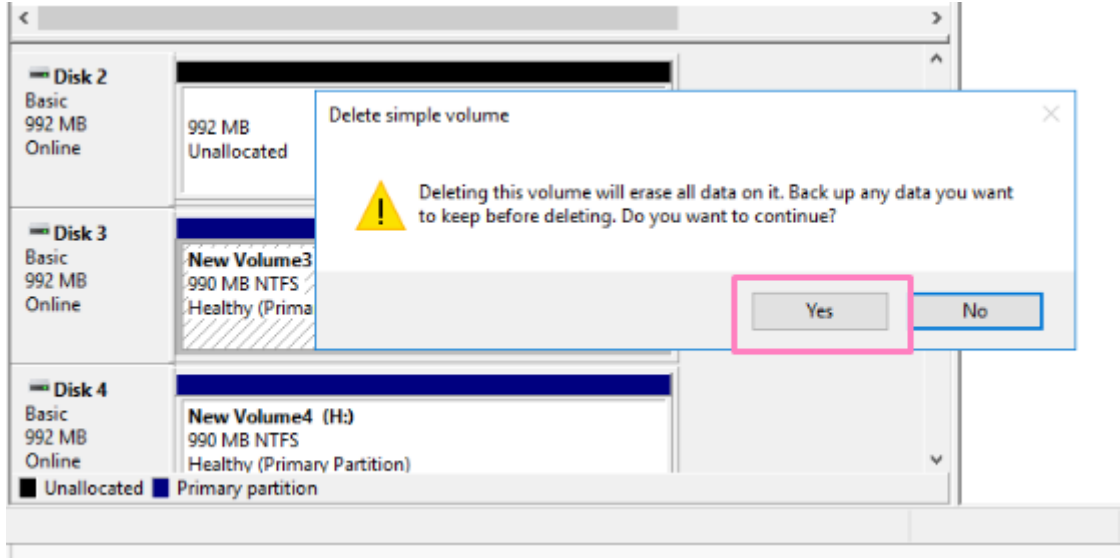 Disk 2
Basic
992 MB
Online
992 MB
Unallocated
Delete simple volume
Deleting this volume will erase all data on it. Back up any data you want
to keep before deleting. Do you want to continue?
Yes
No
Disk 3
Basic
992 MB
Online
New Volume3
990 MB NTFS
Healthy (Prima
Disk 4
Basic
992 MB
Online
New Volume4 (H:)
990 MB NTFS
Healthy (Primary Partition)
Unallocated Primary partition